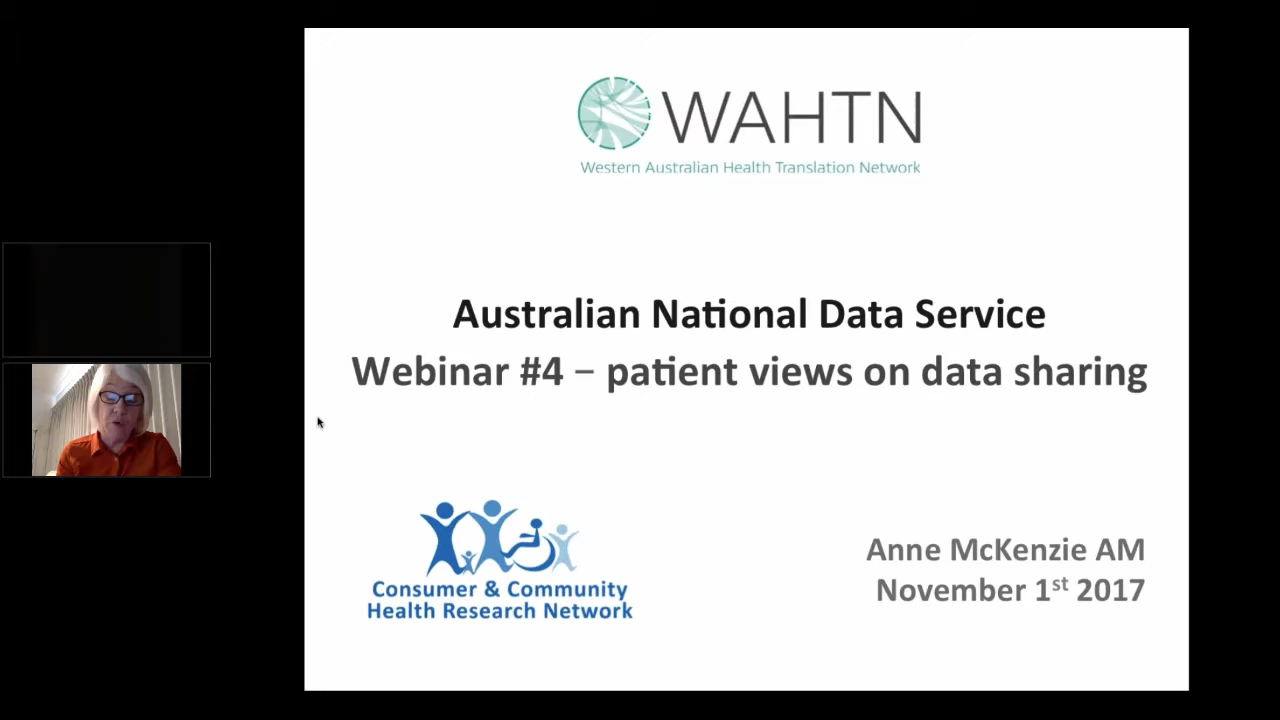 WAHTN
Western Australian Health Translation Network
Australian National Data Service
Webinar #4 – patient views on data sharing
Consumer & Community
Health Research Network
Anne McKenzie AM
November 1st 2017